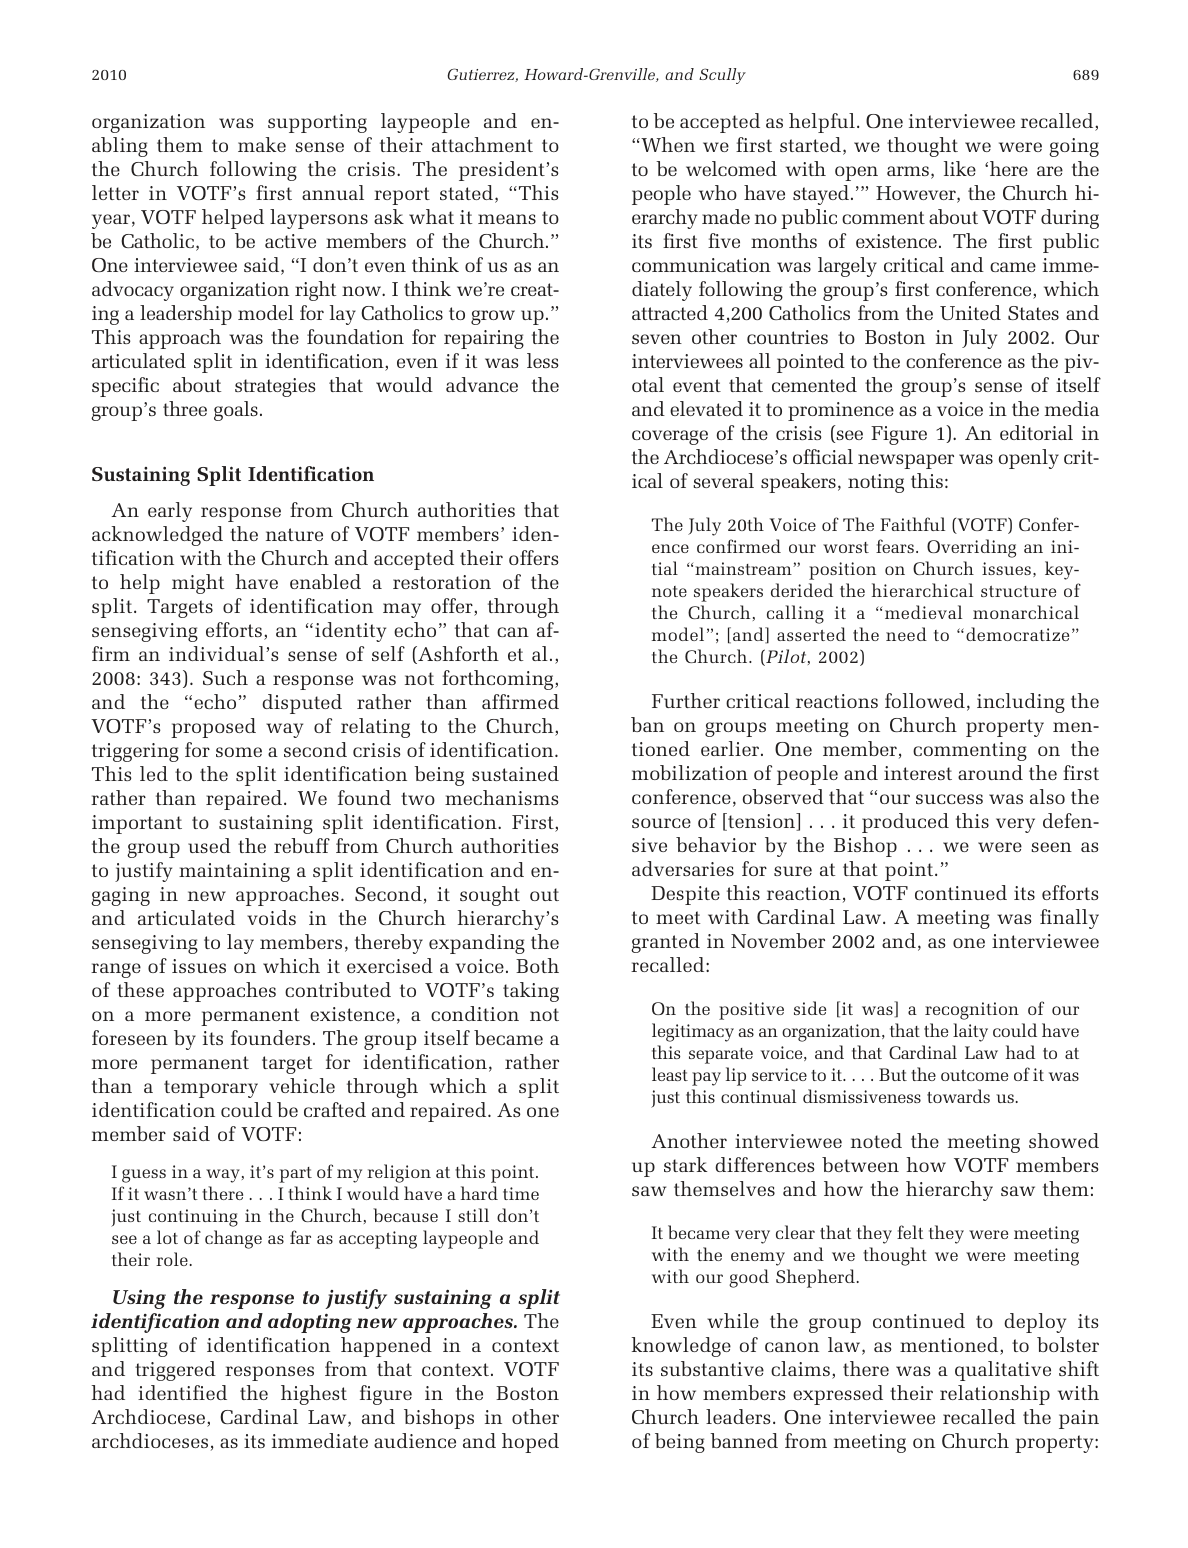 2010
Gutierrez, Howard-Grenville, and Scully
689
organization was supporting laypeople and en-
abling them to make sense of their attachment to
the Church following the crisis. The president's
letter in VOTF's first annual report stated, “This
year, VOTF helped laypersons ask what it means to
be Catholic, to be active members of the Church.”
One interviewee said, “I don't even think of us as an
advocacy organization right now. I think we're creat-
ing a leadership model for lay Catholics to grow up.”
This approach was the foundation for repairing the
articulated split in identification, even if it was less
specific about strategies that would advance the
group's three goals.
Sustaining Split Identification
An early response from Church authorities that
acknowledged the nature of VOTF members' iden-
tification with the Church and accepted their offers
to help might have enabled a restoration of the
split. Targets of identification may offer, through
sensegiving efforts, an “identity echo” that can af-
firm an individual's sense of self (Ashforth et al.,
2008: 343). Such a response was not forthcoming,
and the “echo” disputed rather than affirmed
VOTF's proposed way of relating to the Church,
triggering for some a second crisis of identification.
This led to the split identification being sustained
rather than repaired. We found two mechanisms
important to sustaining split identification. First,
the group used the rebuff from Church authorities
to justify maintaining a split identification and en-
gaging in new approaches. Second, it sought out
and articulated voids in the Church hierarchy's
sensegiving to lay members, thereby expanding the
range of issues on which it exercised a voice. Both
of these approaches contributed to VOTF's taking
on a more permanent existence, a condition not
foreseen by its founders. The group itself became a
more permanent target for identification, rather
than a temporary vehicle through which a split
identification could be crafted and repaired. As one
member said of VOTF:
I guess in a way, it's part of my religion at this point.
If it wasn't there . . . I think I would have a hard time
just continuing in the Church, because I still don't
see a lot of change as far as accepting laypeople and
their role.
Using the response to justify sustaining a split
identification and adopting new approaches. The
splitting of identification happened in a context
and triggered responses from that context. VOTF
had identified the highest figure in the Boston
Archdiocese, Cardinal Law, and bishops in other
archdioceses, as its immediate audience and hoped
to be accepted as helpful. One interviewee recalled,
“When we first started, we thought we were going
to be welcomed with open arms, like ‘here are the
people who have stayed.’” However, the Church hi-
erarchy made no public comment about VOTF during
its first five months of existence. The first public
communication was largely critical and came imme-
diately following the group's first conference, which
attracted 4,200 Catholics from the United States and
seven other countries to Boston in July 2002. Our
interviewees all pointed to the conference as the piv-
otal event that cemented the group's sense of itself
and elevated it to prominence as a voice in the media
coverage of the crisis (see Figure 1). An editorial in
the Archdiocese's official newspaper was openly crit-
ical of several speakers, noting this:
The July 20th Voice of The Faithful (VOTF) Confer-
ence confirmed our worst fears. Overriding an ini-
tial “mainstream” position on Church issues, key-
note speakers derided the hierarchical structure of
the Church, calling it a “medieval monarchical
model”; [and] asserted the need to “democratize”
the Church. (Pilot, 2002)
Further critical reactions followed, including the
ban on groups meeting on Church property men-
tioned earlier. One member, commenting on the
mobilization of people and interest around the first
conference, observed that “our success was also the
source of [tension] . . . it produced this very defen-
sive behavior by the Bishop . . . we were seen as
adversaries for sure at that point.”
Despite this reaction, VOTF continued its efforts
to meet with Cardinal Law. A meeting was finally
granted in November 2002 and, as one interviewee
recalled:
On the positive side [it was] a recognition of our
legitimacy as an organization, that the laity could have
this separate voice, and that Cardinal Law had to at
least pay lip service to it. . . . But the outcome of it was
just this continual dismissiveness towards us.
Another interviewee noted the meeting showed
up stark differences between how VOTF members
saw themselves and how the hierarchy saw them:
It became very clear that they felt they were meeting
with the enemy and we thought we were meeting
with our good Shepherd.
Even while the group continued to deploy its
knowledge of canon law, as mentioned, to bolster
its substantive claims, there was a qualitative shift
in how members expressed their relationship with
Church leaders. One interviewee recalled the pain
of being banned from meeting on Church property: